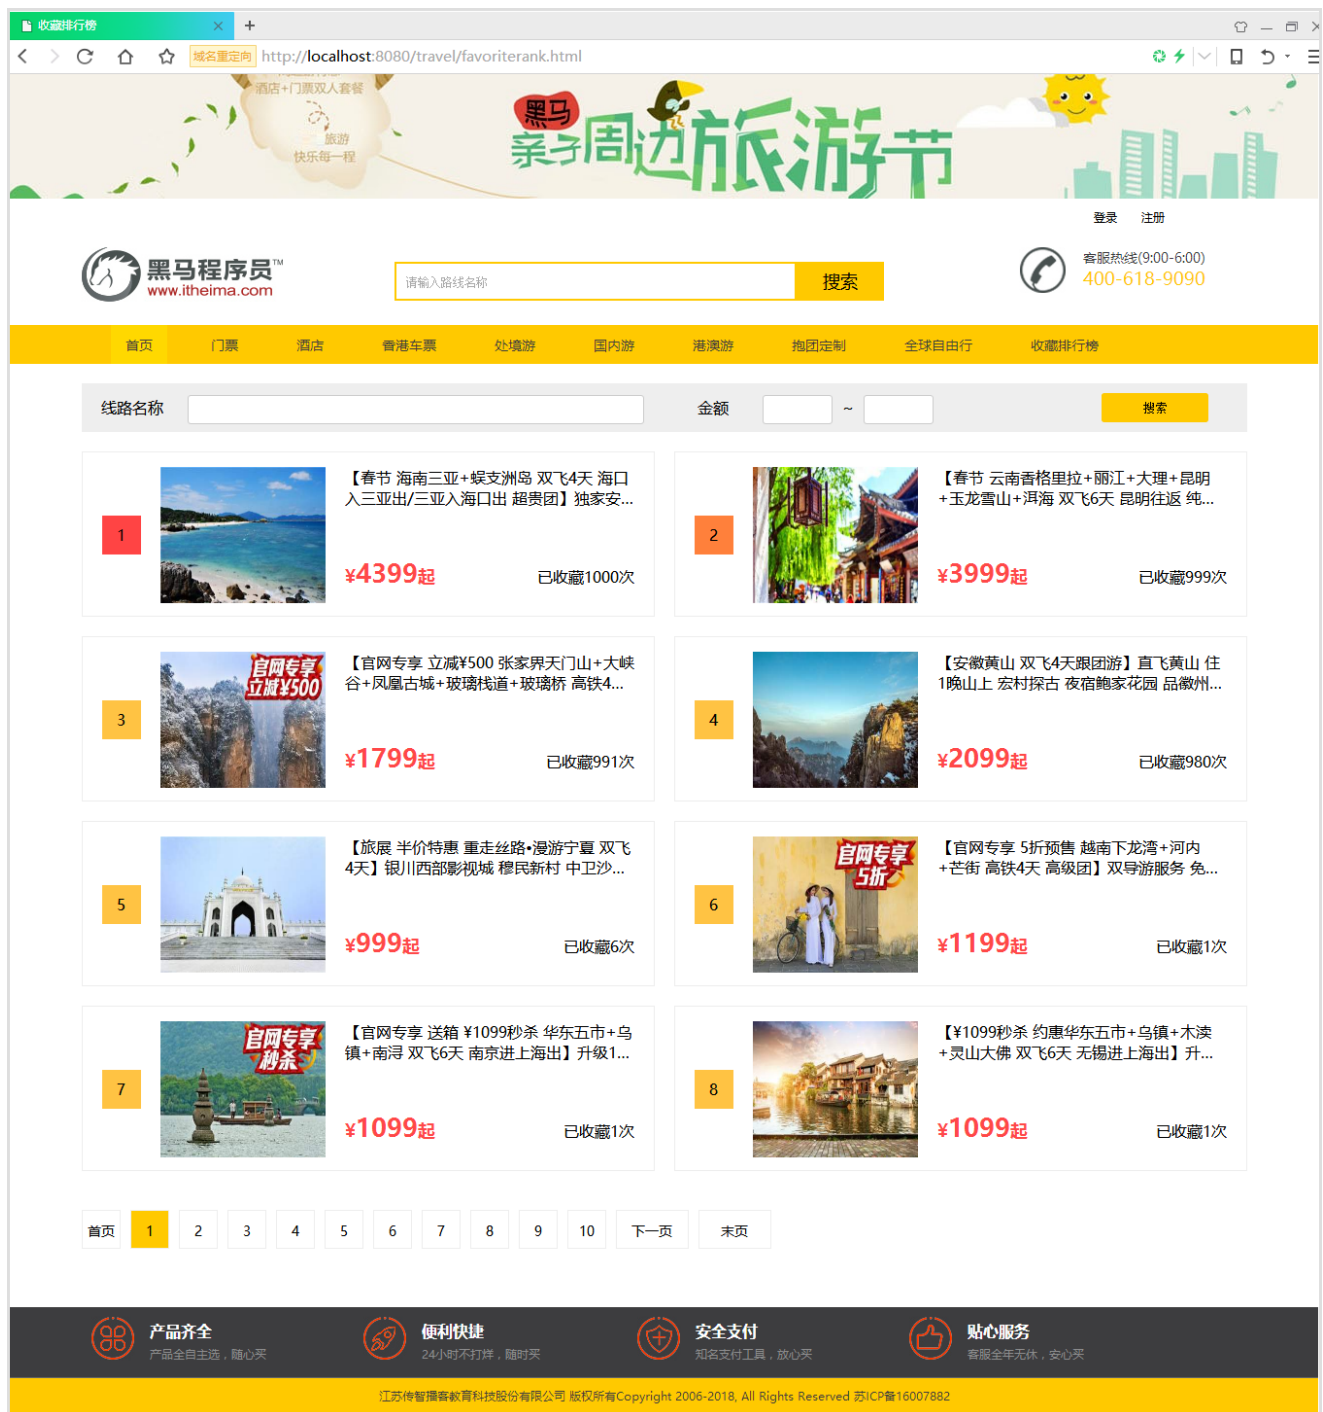 收藏排行榜
域名重定向 http://localhost:8080/travel/favoriterank.html
酒店+门票双人套餐
旅游
快乐每一程
黑马
亲子周边旅游节
登录 注册
黑马程序员™
www.itheima.com
请输入路线名称
搜索
客服热线(9:00-6:00)
400-618-9090
首页 门票 酒店 香港车票 处境游 国内游 港澳游 抱团定制 全球自由行 收藏排行榜
线路名称 金额 ~ 搜索
1
【春节 海南三亚+蜈支洲岛 双飞4天 海口
入三亚出/三亚入海口出 超贵团】独家安...
¥4399起 已收藏1000次
2
【春节 云南香格里拉+丽江+大理+昆明
+玉龙雪山+洱海 双飞6天 昆明往返 纯...
¥3999起 已收藏999次
3
官网专享
立减¥500
【官网专享 立减¥500 张家界天门山+大峡
谷+凤凰古城+玻璃栈道+玻璃桥 高铁4...
¥1799起 已收藏991次
4
【安徽黄山 双飞4天跟团游】直飞黄山 住
1晚山上 宏村探古 夜宿鲍家花园 品徽州...
¥2099起 已收藏980次
5
【旅展 半价特惠 重走丝路•漫游宁夏 双飞
4天】银川西部影视城 穆民新村 中卫沙...
¥999起 已收藏6次
6
官网专享
5折
【官网专享 5折预售 越南下龙湾+河内
+芒街 高铁4天 高级团】双导游服务 免...
¥1199起 已收藏1次
7
官网专享
秒杀
【官网专享 送箱 ¥1099秒杀 华东五市+乌
镇+南浔 双飞6天 南京进上海出】升级1...
¥1099起 已收藏1次
8
【¥1099秒杀 约惠华东五市+乌镇+木渎
+灵山大佛 双飞6天 无锡进上海出】升...
¥1099起 已收藏1次
首页 1 2 3 4 5 6 7 8 9 10 下一页 末页
产品齐全
产品全自主选，随心买
便利快捷
24小时不打烊，随时买
安全支付
知名支付工具，放心买
贴心服务
客服全年无休，安心买
江苏传智播客教育科技股份有限公司 版权所有Copyright 2006-2018, All Rights Reserved 苏ICP备16007882